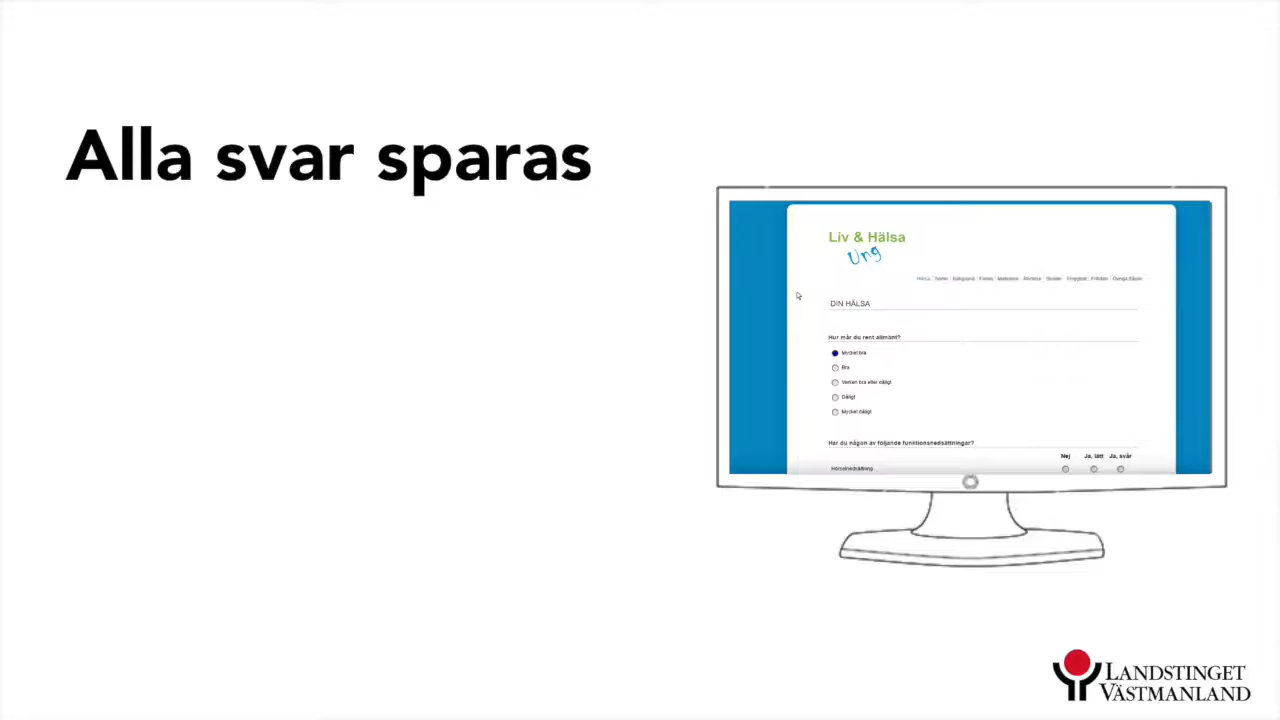 Alla svar sparas
Liv & Hälsa
Ung
DIN HÄLSA
Hur mår du rent allmänt?
Mycket bra
Bra
Varken bra eller dåligt
Dåligt
Mycket dåligt
Har du någon av följande funktionsnedsättningar?
Nej Ja, lätt Ja, svår
Hörselnedsättning
LANDSTINGET
VÄSTMANLAND